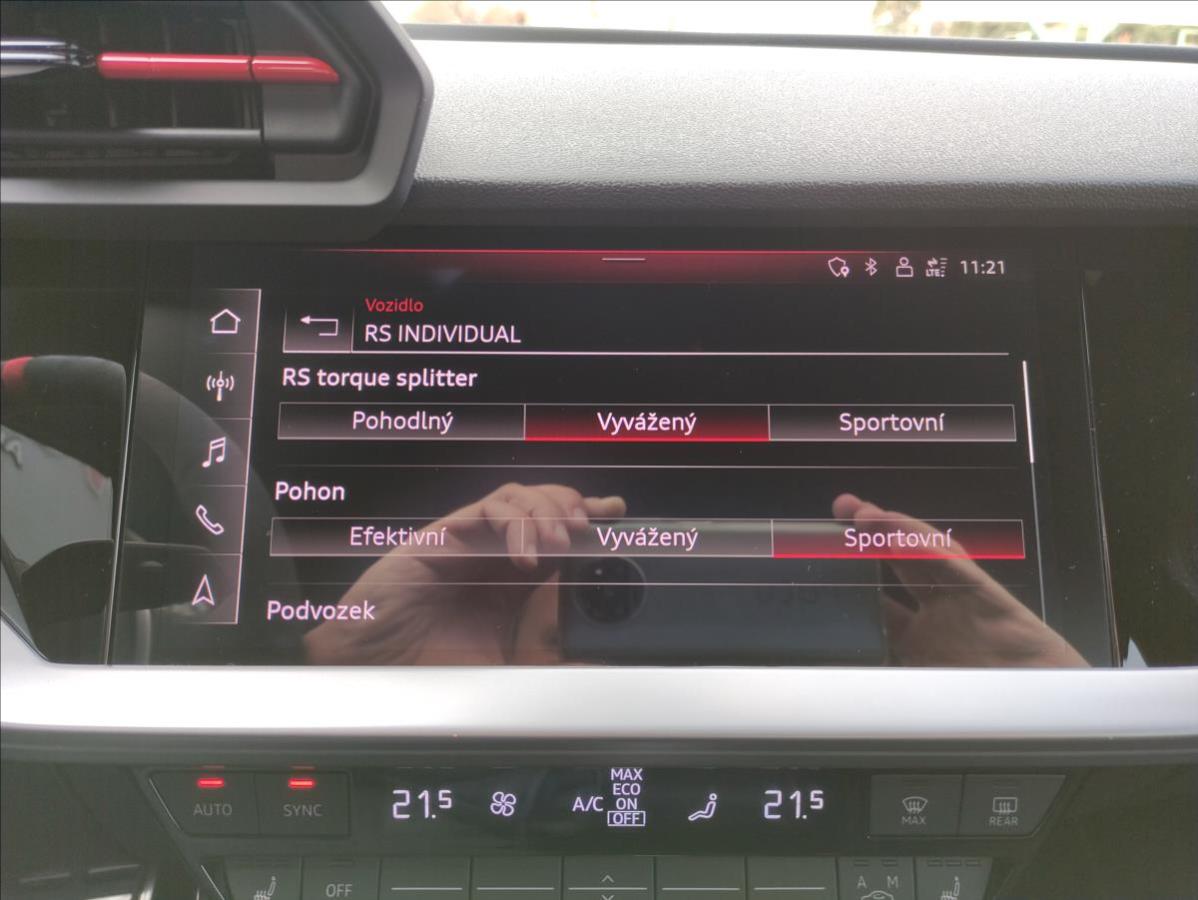 LTE 11:21
Vozidlo
RS INDIVIDUAL
RS torque splitter
Pohodlný Vyvážený Sportovní
Pohon
Efektivní Vyvážený Sportovní
Podvozek
AUTO SYNC 21.5 A/C MAX ECO ON OFF 21.5 MAX REAR
OFF A M